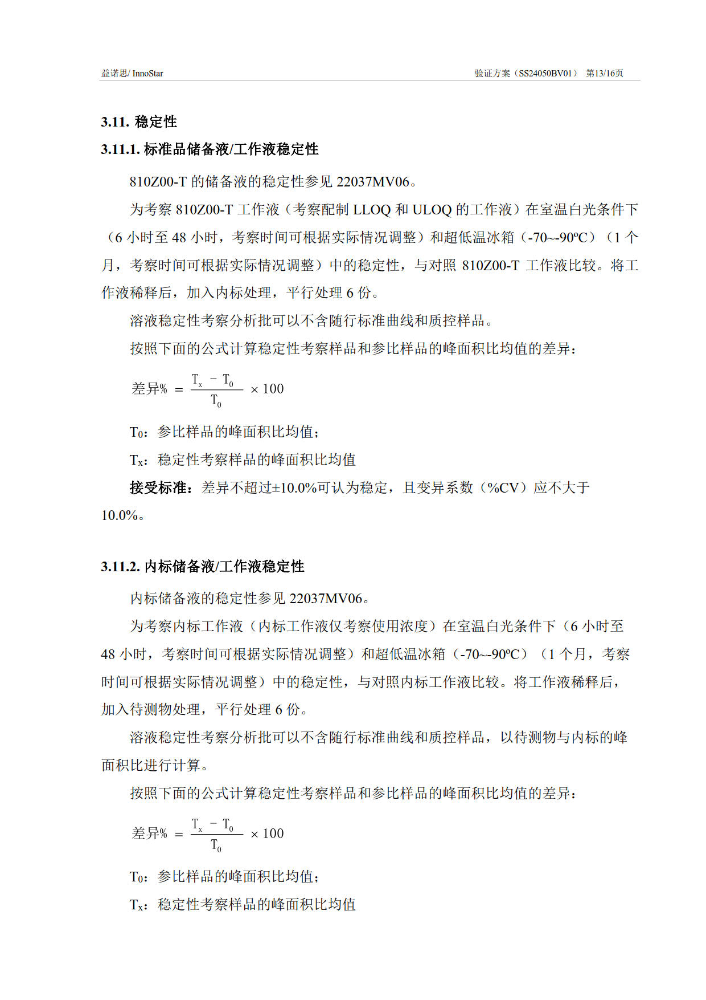 益诺思/ InnoStar 验证方案（SS24050BV01） 第13/16页
3.11. 稳定性
3.11.1. 标准品储备液/工作液稳定性
810Z00-T 的储备液的稳定性参见 22037MV06。
为考察 810Z00-T 工作液（考察配制 LLOQ 和 ULOQ 的工作液）在室温白光条件下
（6 小时至 48 小时，考察时间可根据实际情况调整）和超低温冰箱（-70~-90ºC）（1 个
月，考察时间可根据实际情况调整）中的稳定性，与对照 810Z00-T 工作液比较。将工
作液稀释后，加入内标处理，平行处理 6 份。
溶液稳定性考察分析批可以不含随行标准曲线和质控样品。
按照下面的公式计算稳定性考察样品和参比样品的峰面积比均值的差异：
差异% = (Tₓ − T₀) / T₀ × 100
T₀：参比样品的峰面积比均值；
Tₓ：稳定性考察样品的峰面积比均值
接受标准：差异不超过±10.0%可认为稳定，且变异系数（%CV）应不大于
10.0%。
3.11.2. 内标储备液/工作液稳定性
内标储备液的稳定性参见 22037MV06。
为考察内标工作液（内标工作液仅考察使用浓度）在室温白光条件下（6 小时至
48 小时，考察时间可根据实际情况调整）和超低温冰箱（-70~-90ºC）（1 个月，考察
时间可根据实际情况调整）中的稳定性，与对照内标工作液比较。将工作液稀释后，
加入待测物处理，平行处理 6 份。
溶液稳定性考察分析批可以不含随行标准曲线和质控样品，以待测物与内标的峰
面积比进行计算。
按照下面的公式计算稳定性考察样品和参比样品的峰面积比均值的差异：
差异% = (Tₓ − T₀) / T₀ × 100
T₀：参比样品的峰面积比均值；
Tₓ：稳定性考察样品的峰面积比均值